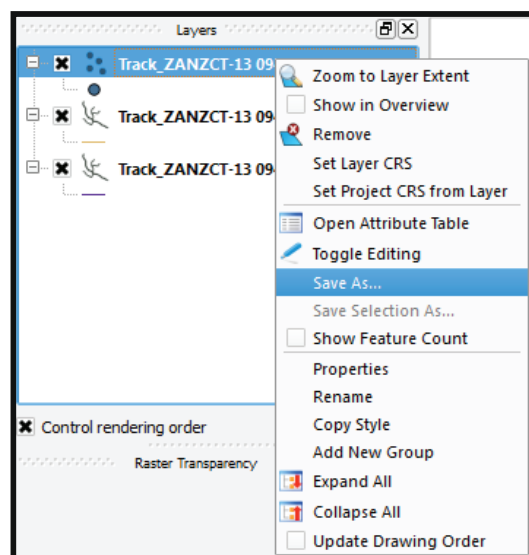 Layers
Track_ZANZCT-13 09
Track_ZANZCT-13 09
Track_ZANZCT-13 09
Zoom to Layer Extent
Show in Overview
Remove
Set Layer CRS
Set Project CRS from Layer
Open Attribute Table
Toggle Editing
Save As...
Save Selection As...
Show Feature Count
Properties
Rename
Copy Style
Add New Group
Expand All
Collapse All
Update Drawing Order
Control rendering order
Raster Transparency